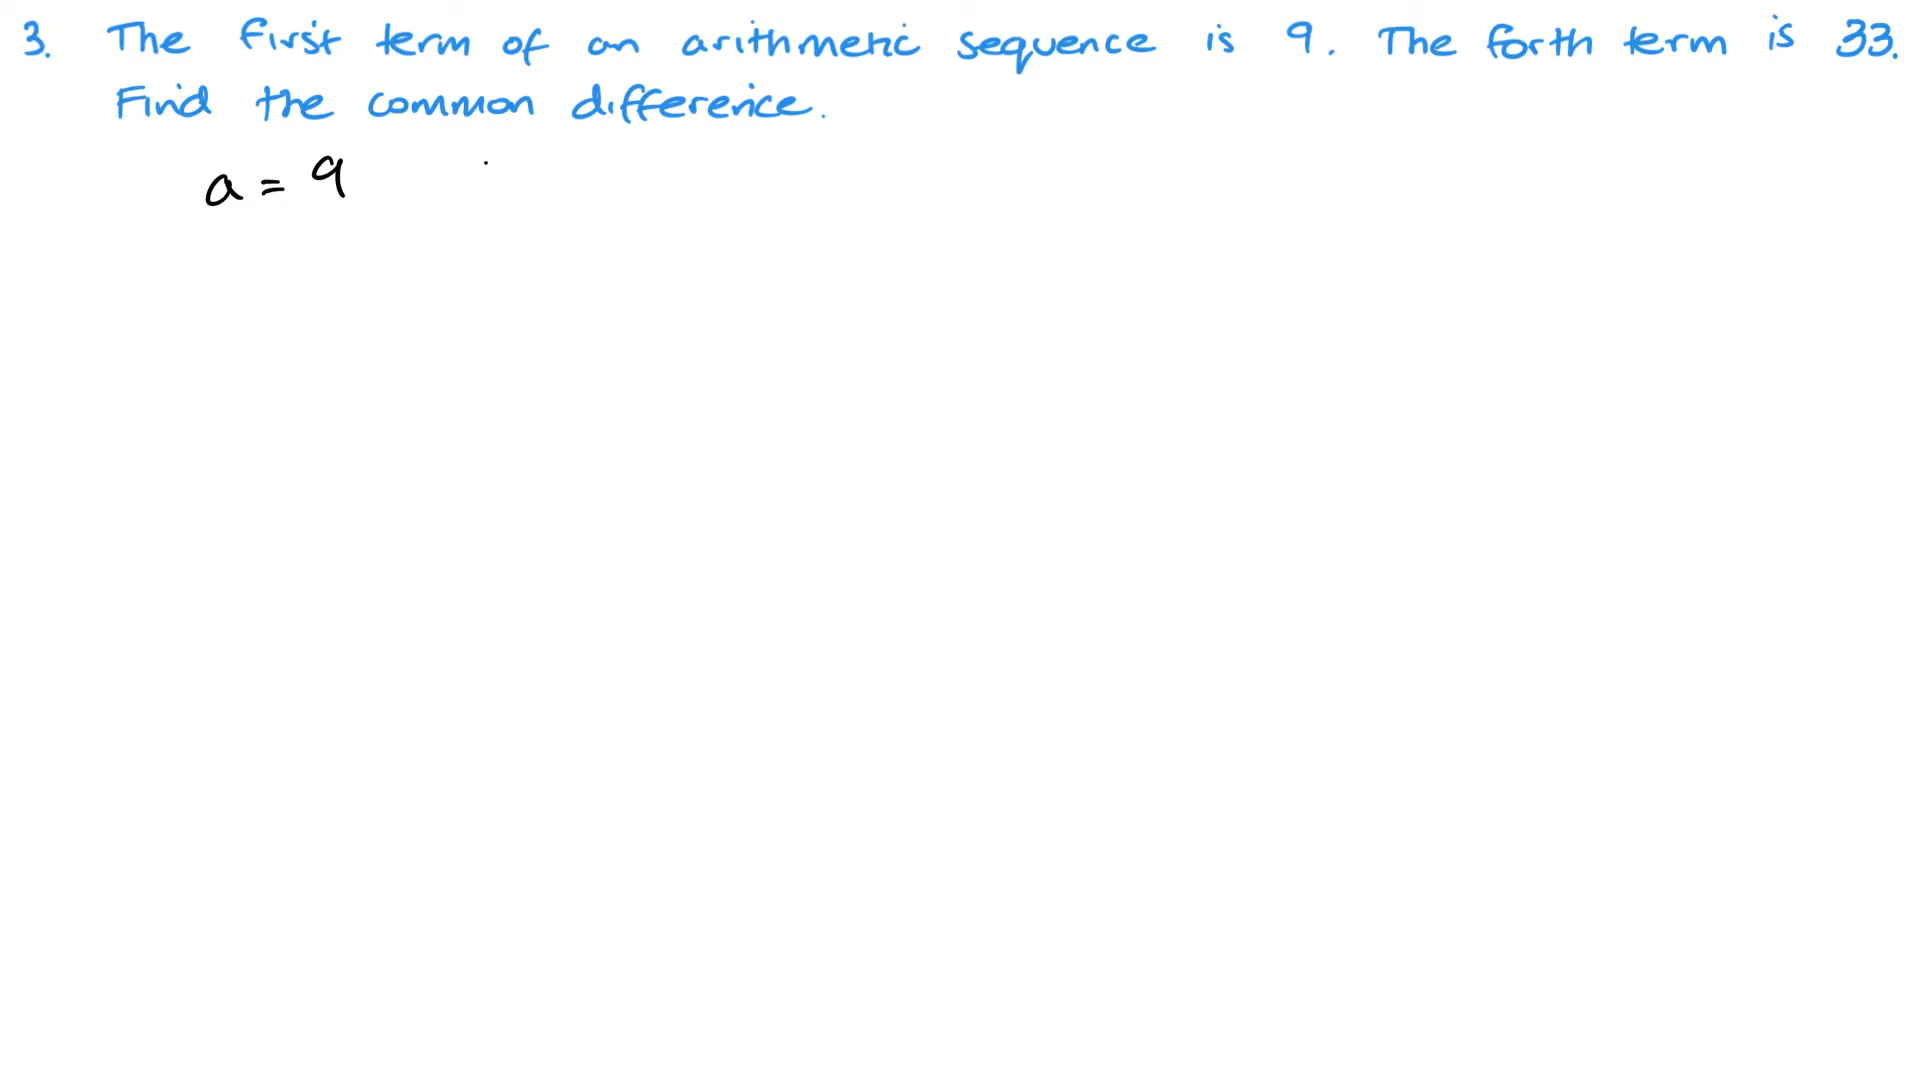 3. The first term of an arithmetic sequence is 9. The forth term is 33.
Find the common difference.
a = 9